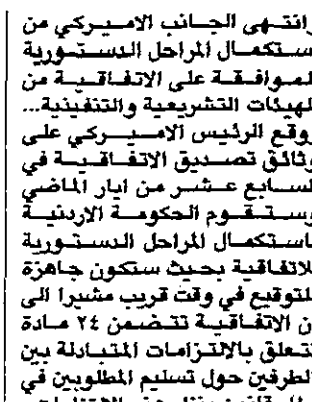 وانتهى الجانب الاميركي من
استكمال المراحل الدستورية
للموافقة على الاتفاقية من
الهيئات التشريعية والتنفيذية...
ووقع الرئيس الاميركي على
وثائق تصديق الاتفاقية في
السابع عشر من ايار الماضي
وستقوم الحكومة الاردنية
باستكمال المراحل الدستورية
للاتفاقية بحيث ستكون جاهزة
للتوقيع في وقت قريب مشيرا الى
ان الاتفاقية تتضمن ٢٤ مادة
تتعلق بالالتزامات المتبادلة بين
الطرفين حول تسليم المطلوبين في